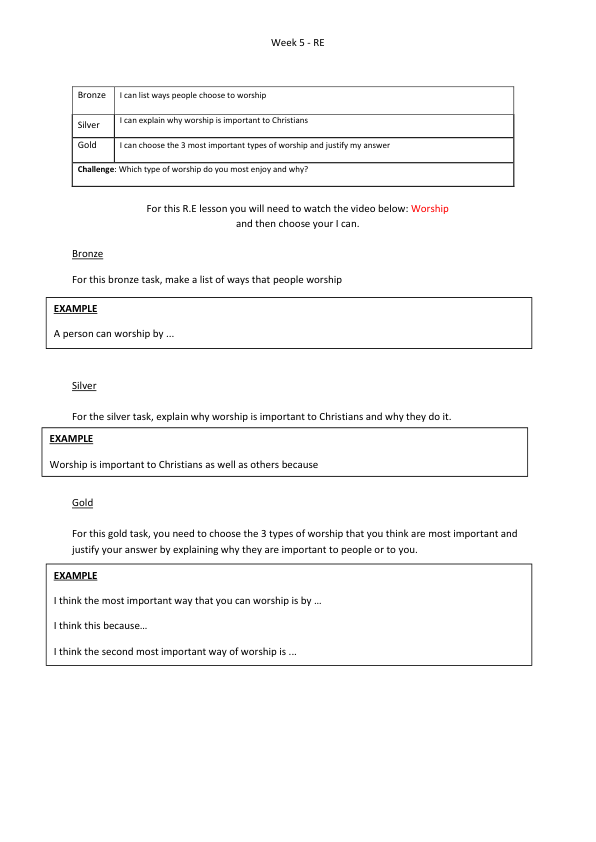 Week 5 - RE
Bronze I can list ways people choose to worship
Silver I can explain why worship is important to Christians
Gold I can choose the 3 most important types of worship and justify my answer
Challenge: Which type of worship do you most enjoy and why?
For this R.E lesson you will need to watch the video below: Worship
and then choose your I can.
Bronze
For this bronze task, make a list of ways that people worship
EXAMPLE
A person can worship by ...
Silver
For the silver task, explain why worship is important to Christians and why they do it.
EXAMPLE
Worship is important to Christians as well as others because
Gold
For this gold task, you need to choose the 3 types of worship that you think are most important and
justify your answer by explaining why they are important to people or to you.
EXAMPLE
I think the most important way that you can worship is by …
I think this because…
I think the second most important way of worship is ...